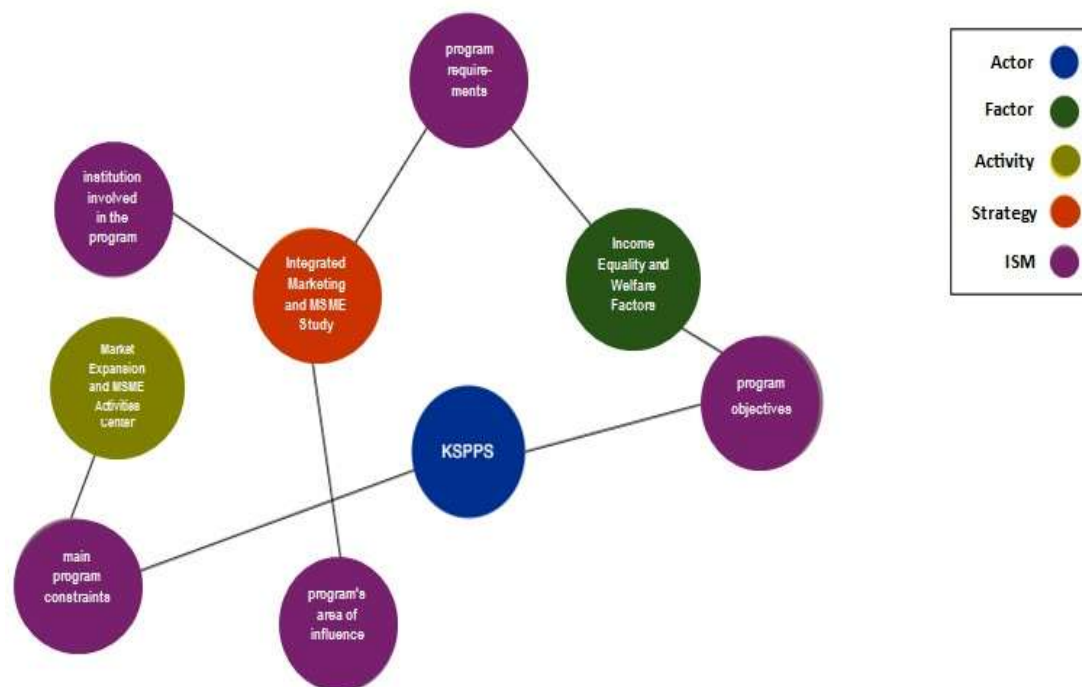 program
require-
ments
institution
involved
in the
program
Integrated
Marketing
and MSME
Study
Income
Equality and
Welfare
Factors
Market
Expansion
and MSME
Activities
Center
program
objectives
KSPPS
main
program
constraints
program's
area of
influence
Actor
Factor
Activity
Strategy
ISM